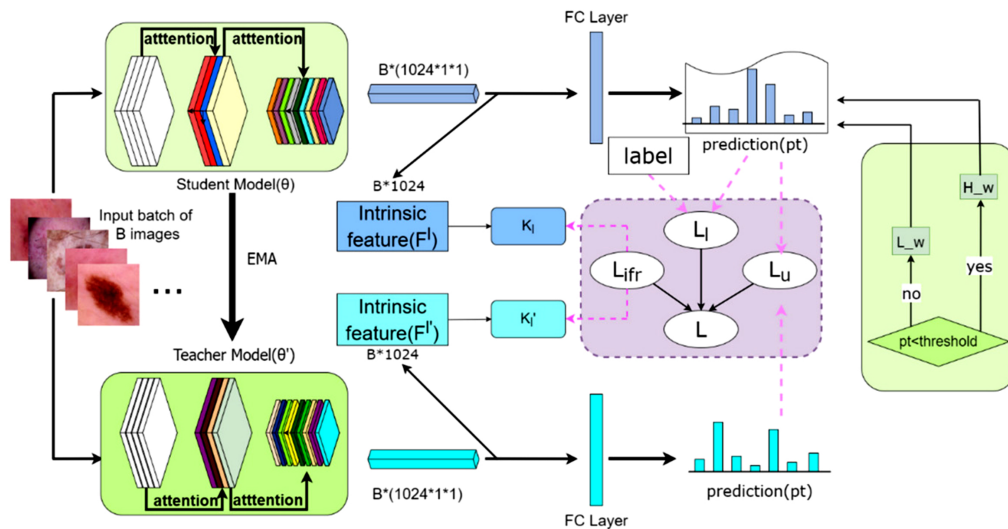 atttention
atttention
B*(1024*1*1)
FC Layer
prediction(pt)
label
Student Model(θ)
B*1024
Input batch of
B images
...
EMA
Intrinsic
feature(F^I)
K_I
L_l
L_ifr
L_u
L
H_w
L_w
yes
no
pt<threshold
Intrinsic
feature(F^I')
K_I'
B*1024
Teacher Model(θ')
attention
atttention
B*(1024*1*1)
FC Layer
prediction(pt)